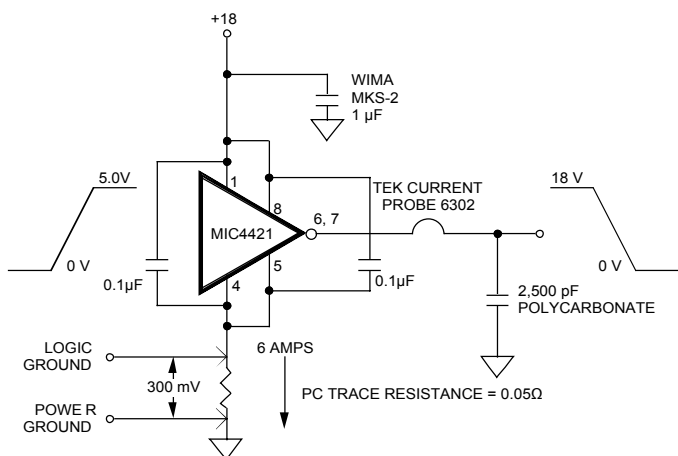 +18
WIMA
MKS-2
1 µF
5.0V
0 V
0.1µF
1
8
MIC4421
6, 7
5
4
0.1µF
TEK CURRENT
PROBE 6302
18 V
0 V
2,500 pF
POLYCARBONATE
LOGIC
GROUND
300 mV
6 AMPS
PC TRACE RESISTANCE = 0.05Ω
POWE R
GROUND